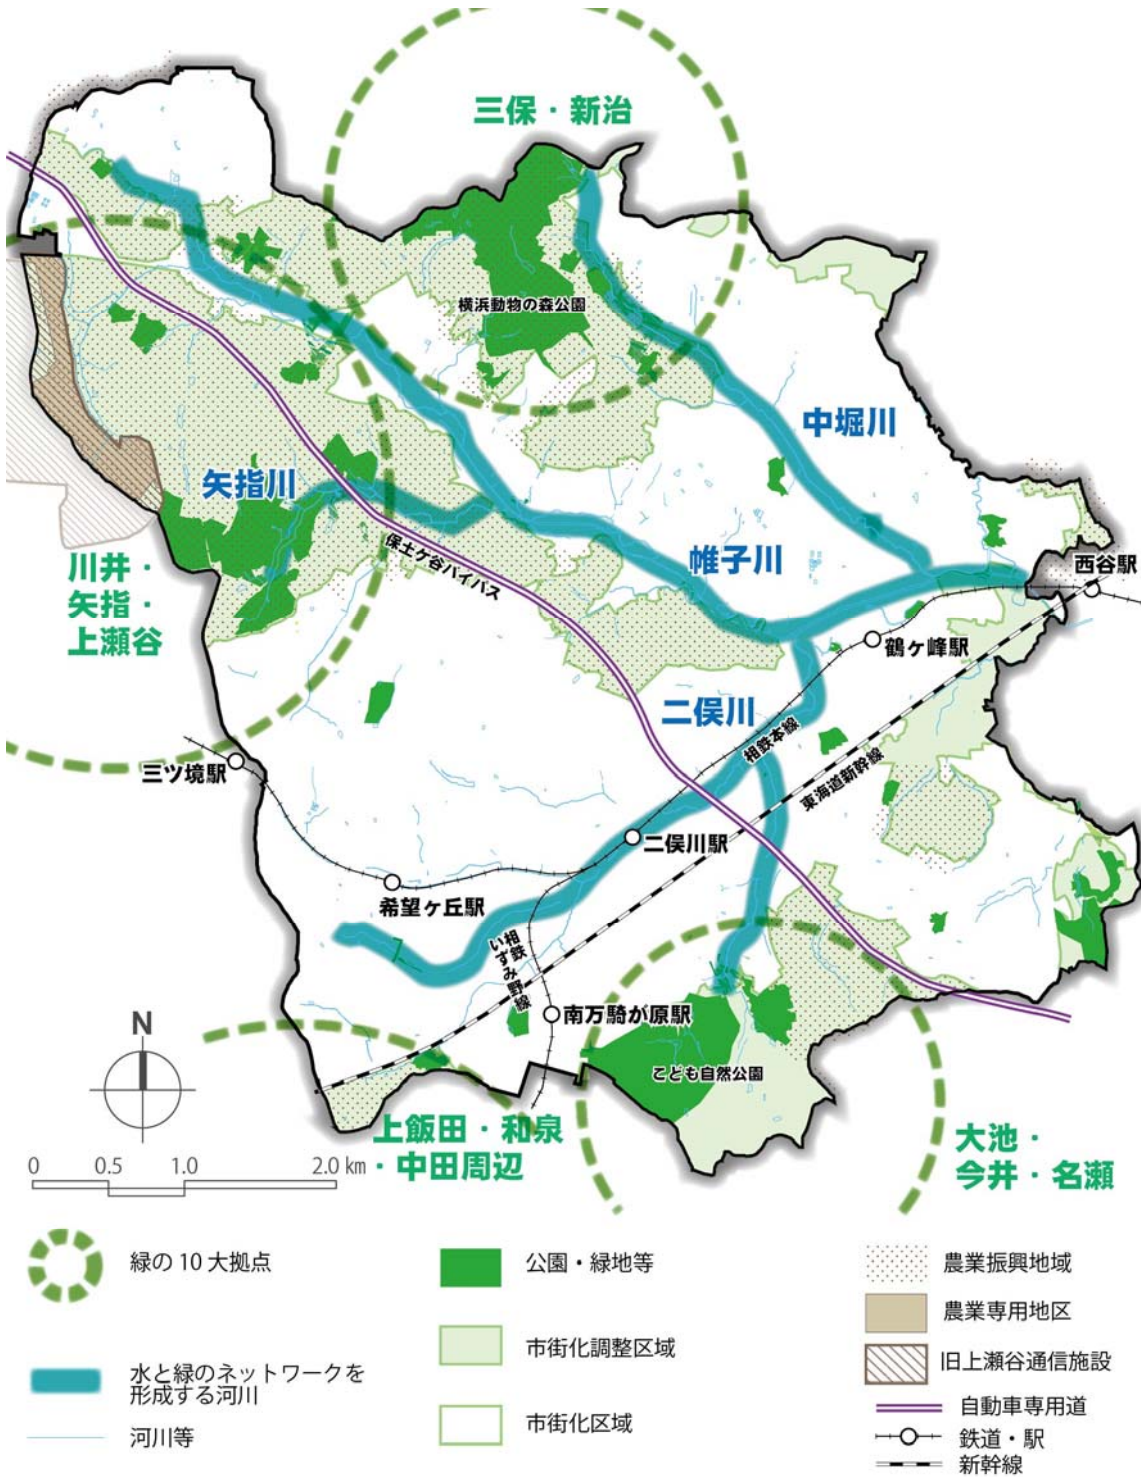 三保・新治
横浜動物の森公園
中堀川
矢指川
帷子川
保土ケ谷バイパス
西谷駅
川井・
矢指・
上瀬谷
鶴ヶ峰駅
二俣川
相鉄本線
東海道新幹線
三ツ境駅
二俣川駅
希望ヶ丘駅
相鉄
いずみ野線
南万騎が原駅
こども自然公園
N
上飯田・和泉
・中田周辺
大池・
今井・名瀬
0 0.5 1.0 2.0 km
緑の10大拠点
水と緑のネットワークを
形成する河川
河川等
公園・緑地等
市街化調整区域
市街化区域
農業振興地域
農業専用地区
旧上瀬谷通信施設
自動車専用道
鉄道・駅
新幹線